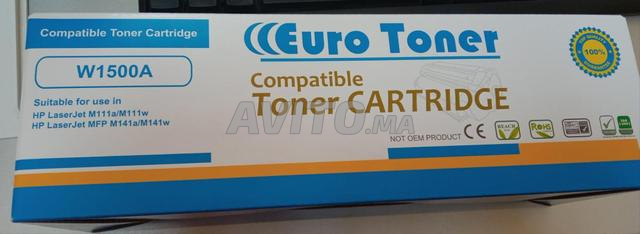 Compatible Toner Cartridge
W1500A
Suitable for use in
HP LaserJet M111a/M111w
HP LaserJet MFP M141a/M141w
Euro Toner
Compatible
Toner CARTRIDGE
AVITO.MA
NOT OEM PRODUCT CE
REACH
RoHS
100%